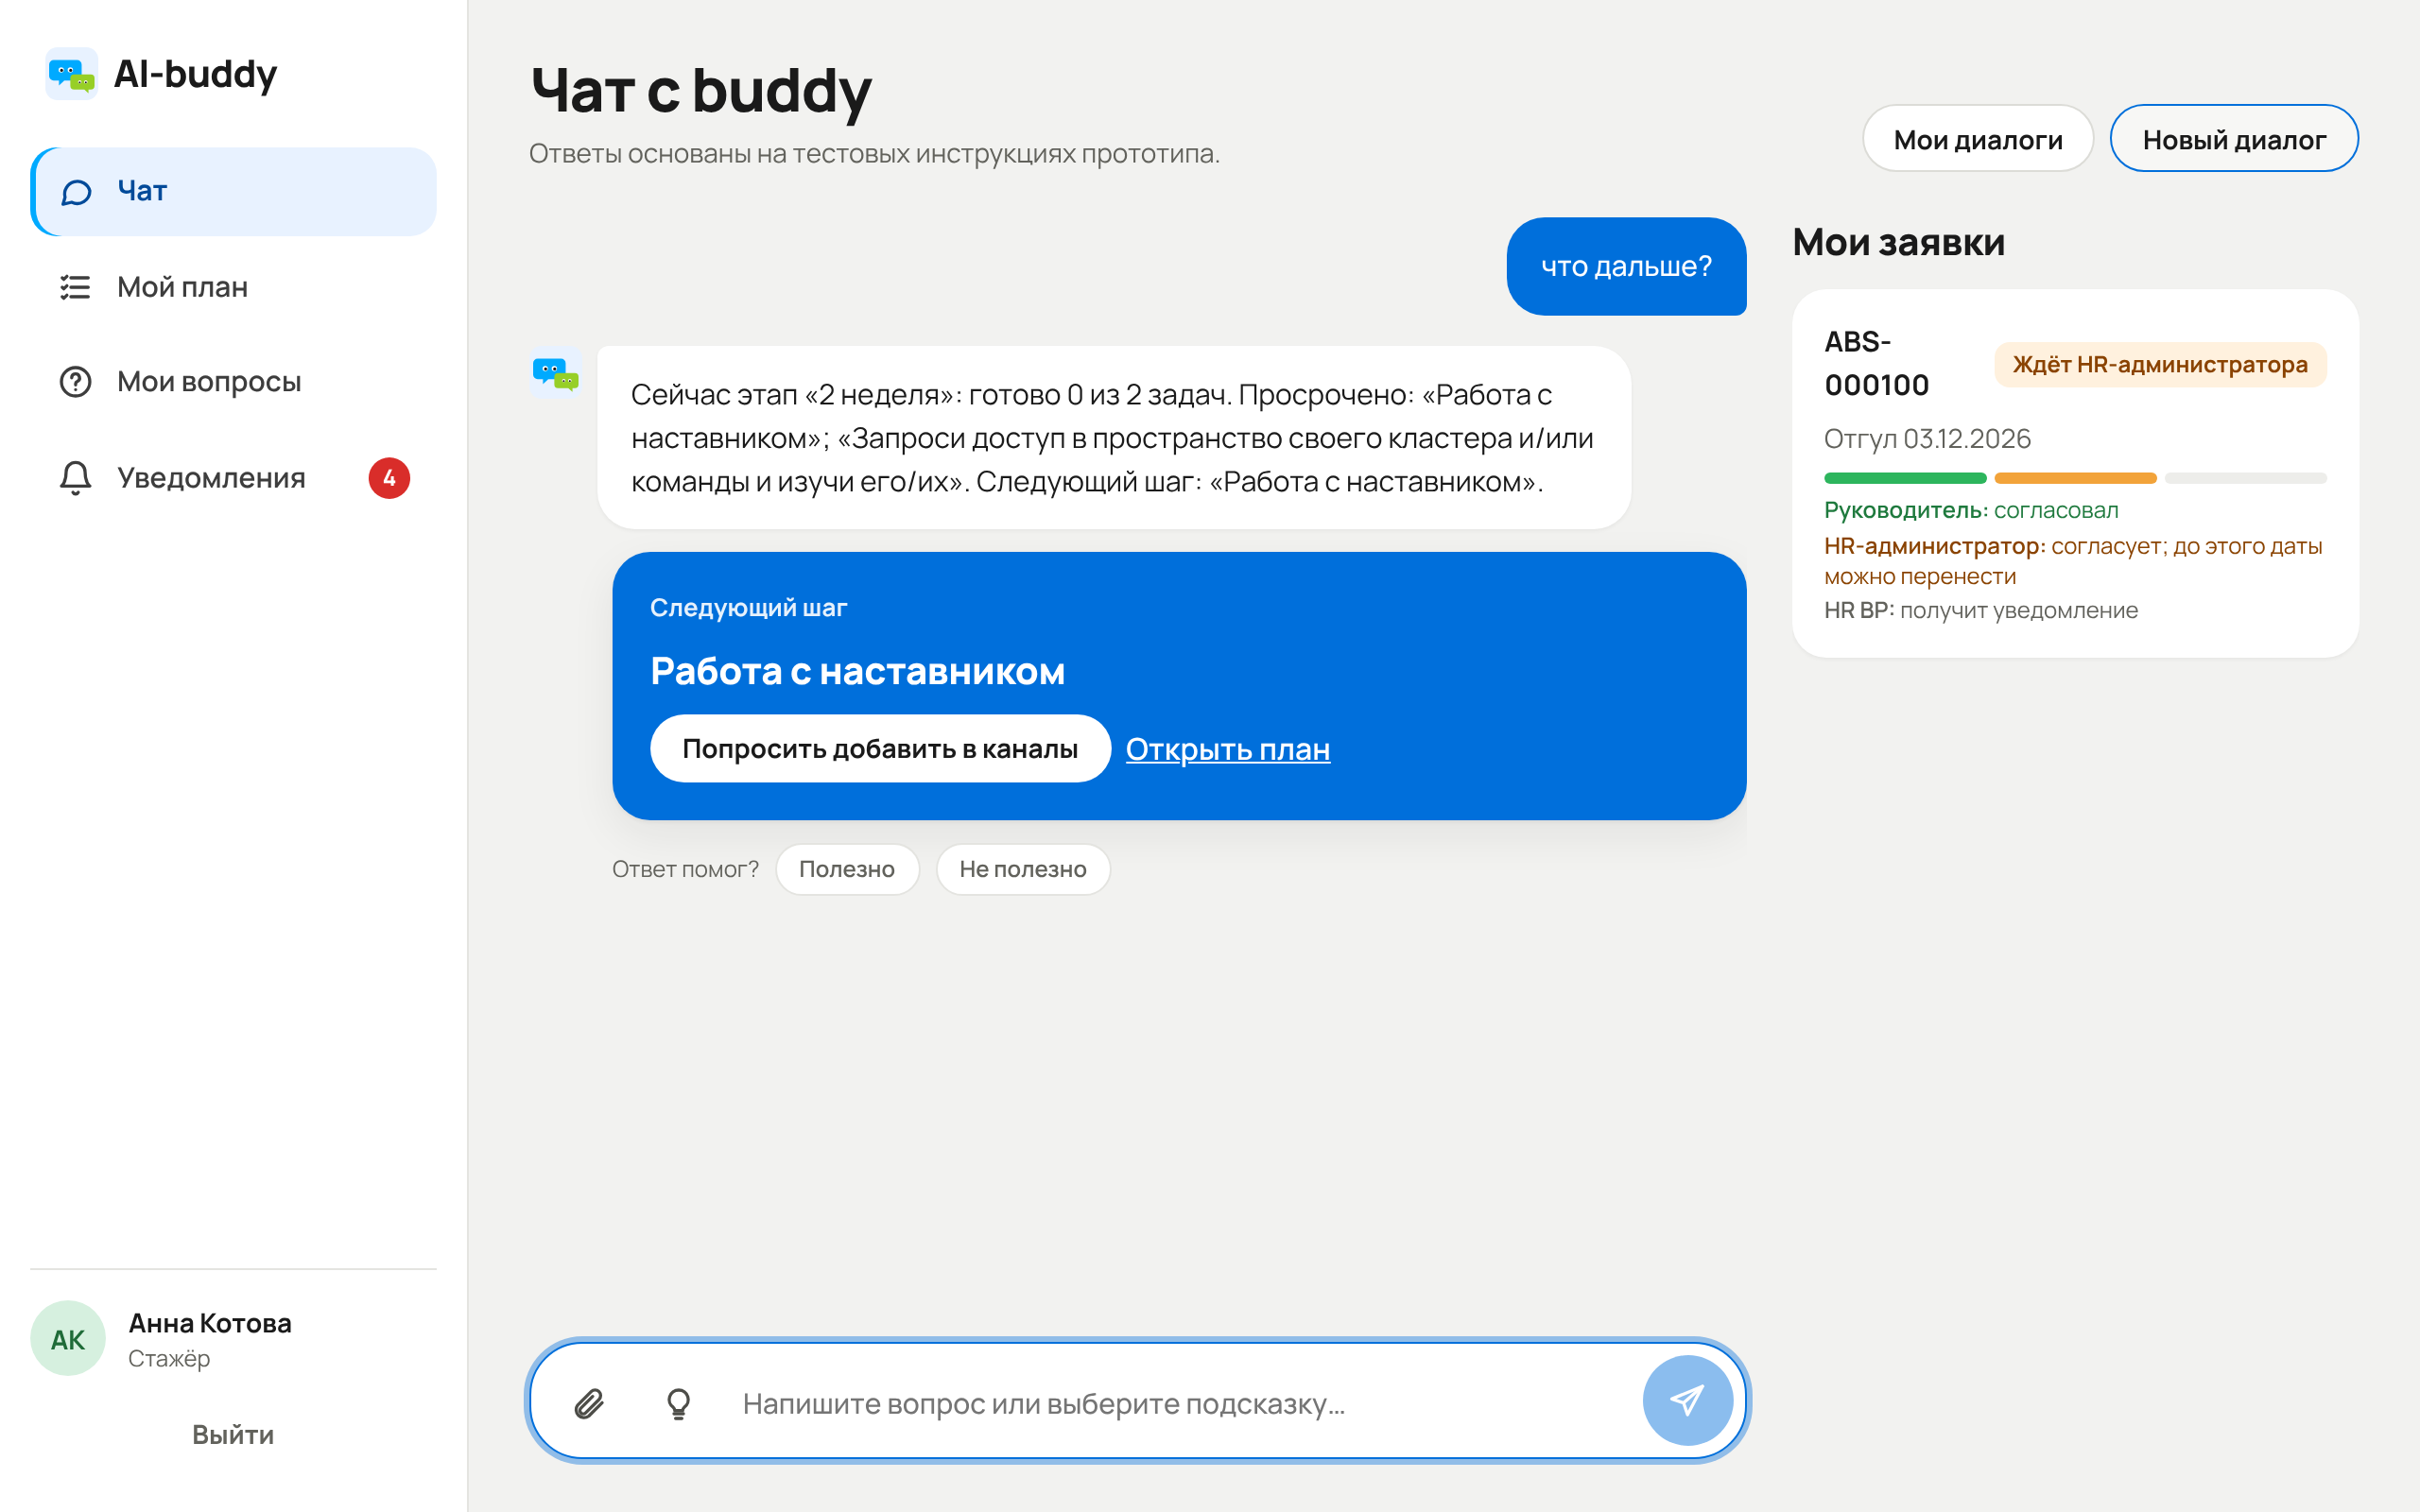 AI-buddy
Чат
Мой план
Мои вопросы
Уведомления
4
АК
Анна Котова
Стажёр
Выйти
Чат с buddy
Ответы основаны на тестовых инструкциях прототипа.
Мои диалоги
Новый диалог
что дальше?
Сейчас этап «2 неделя»: готово 0 из 2 задач. Просрочено: «Работа с
наставником»; «Запроси доступ в пространство своего кластера и/или
команды и изучи его/их». Следующий шаг: «Работа с наставником».
Следующий шаг
Работа с наставником
Попросить добавить в каналы
Открыть план
Ответ помог?
Полезно
Не полезно
Напишите вопрос или выберите подсказку...
Мои заявки
ABS-
000100
Ждёт HR-администратора
Отгул 03.12.2026
Руководитель: согласовал
HR-администратор: согласует; до этого даты
можно перенести
HR BP: получит уведомление